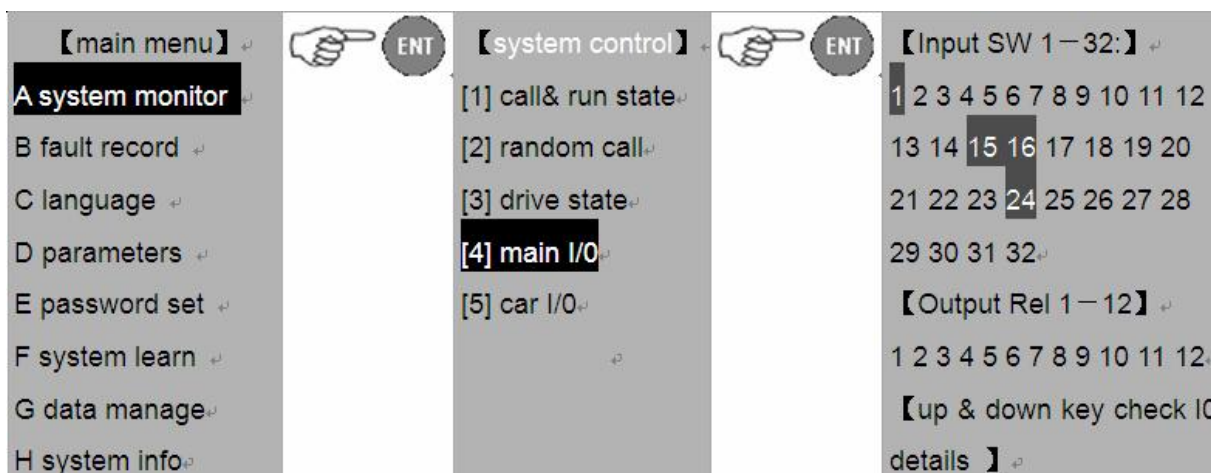 【main menu】
A system monitor
B fault record
C language
D parameters
E password set
F system learn
G data manage
H system info
ENT
【system control】
[1] call& run state
[2] random call
[3] drive state
[4] main I/0
[5] car I/0
ENT
【Input SW 1－32:】
1 2 3 4 5 6 7 8 9 10 11 12
13 14 15 16 17 18 19 20
21 22 23 24 25 26 27 28
29 30 31 32
【Output Rel 1－12】
1 2 3 4 5 6 7 8 9 10 11 12
【up & down key check I0
details 】